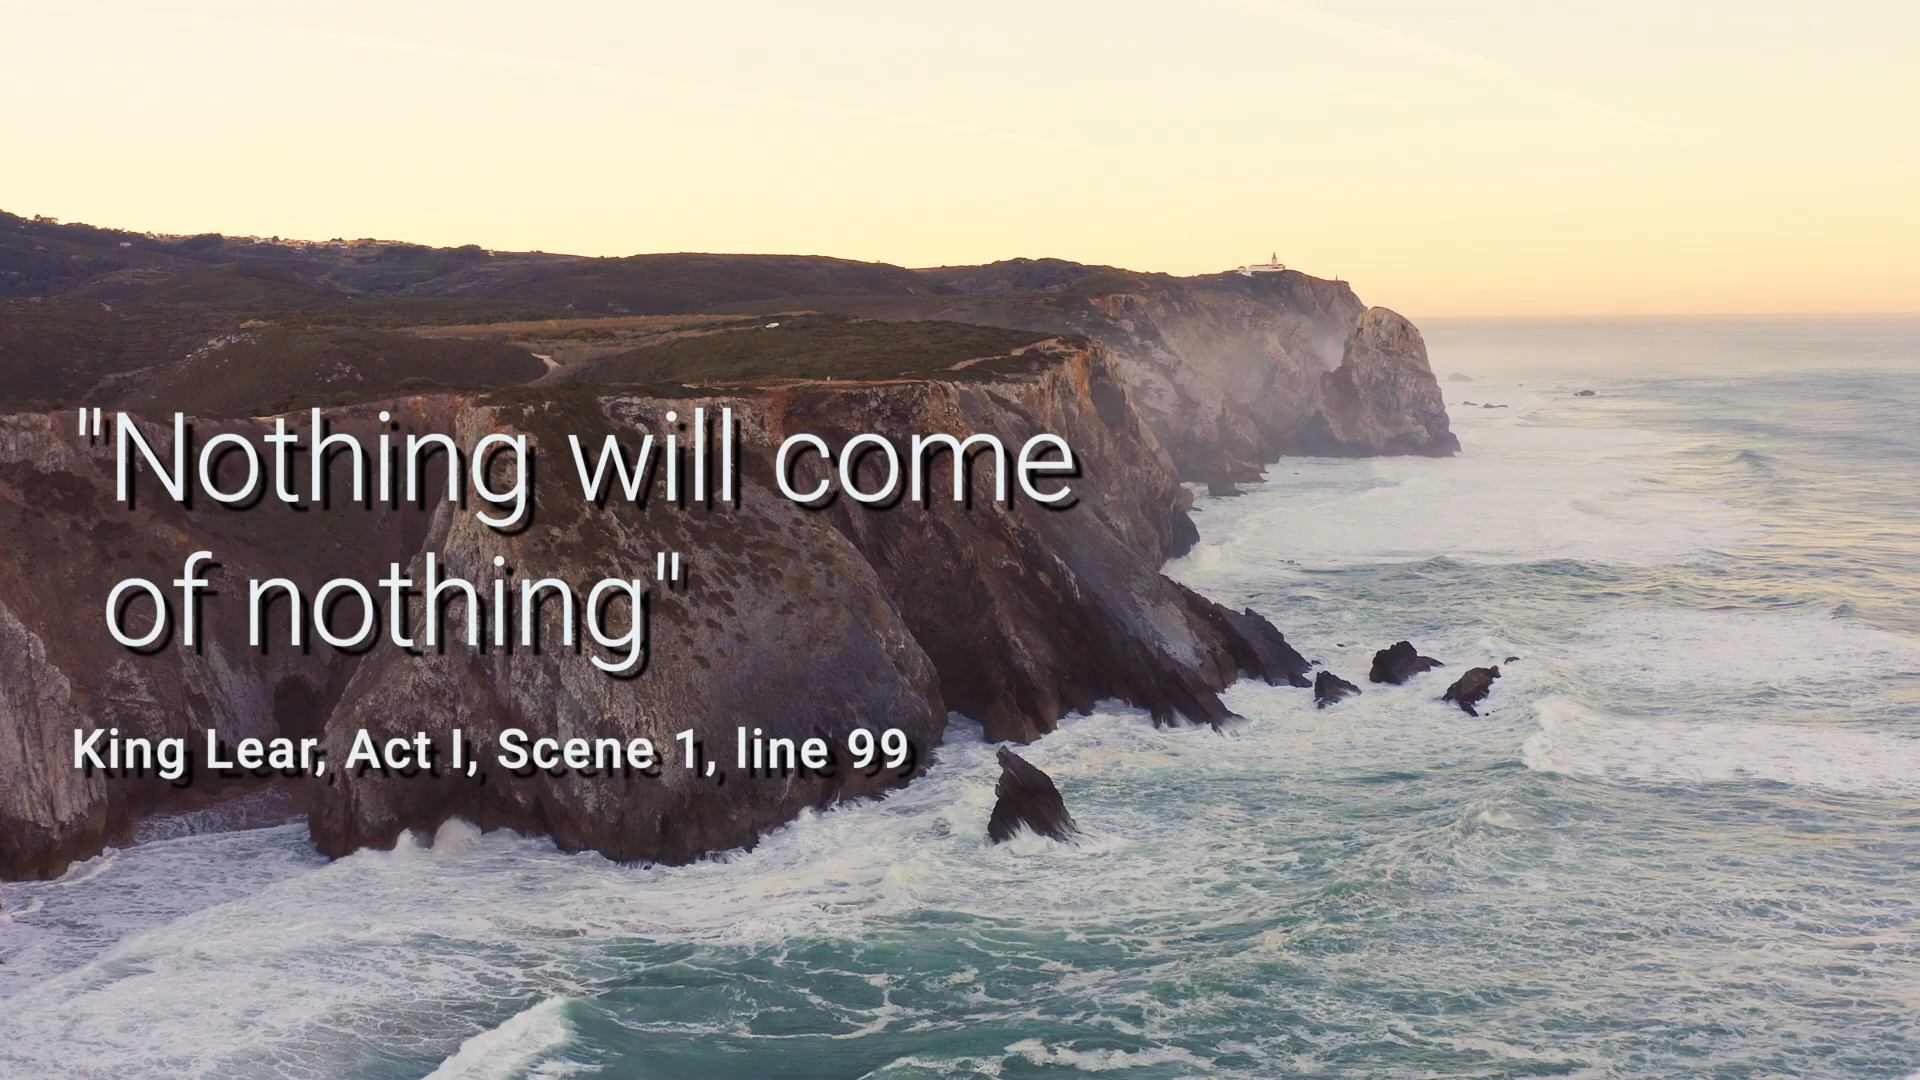 "Nothing will come
of nothing"
King Lear, Act I, Scene 1, line 99